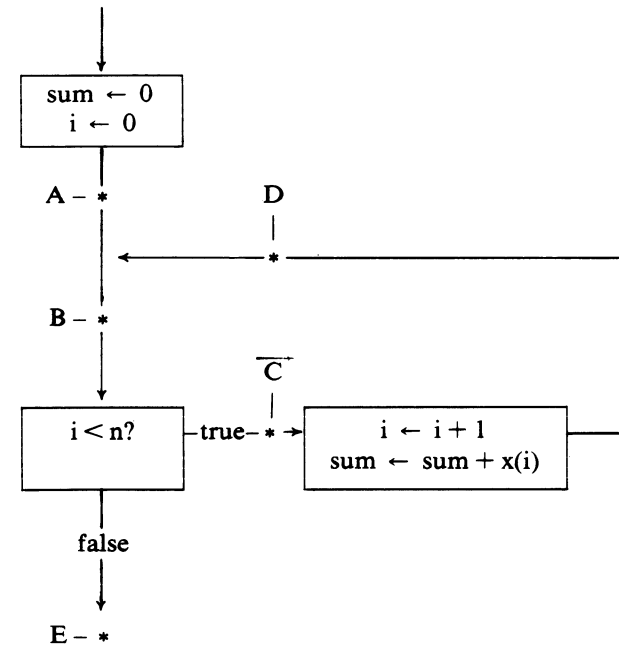 sum ← 0
i ← 0
A – *
D
*
B – *
C
i < n?
true – *
i ← i + 1
sum ← sum + x(i)
false
E – *